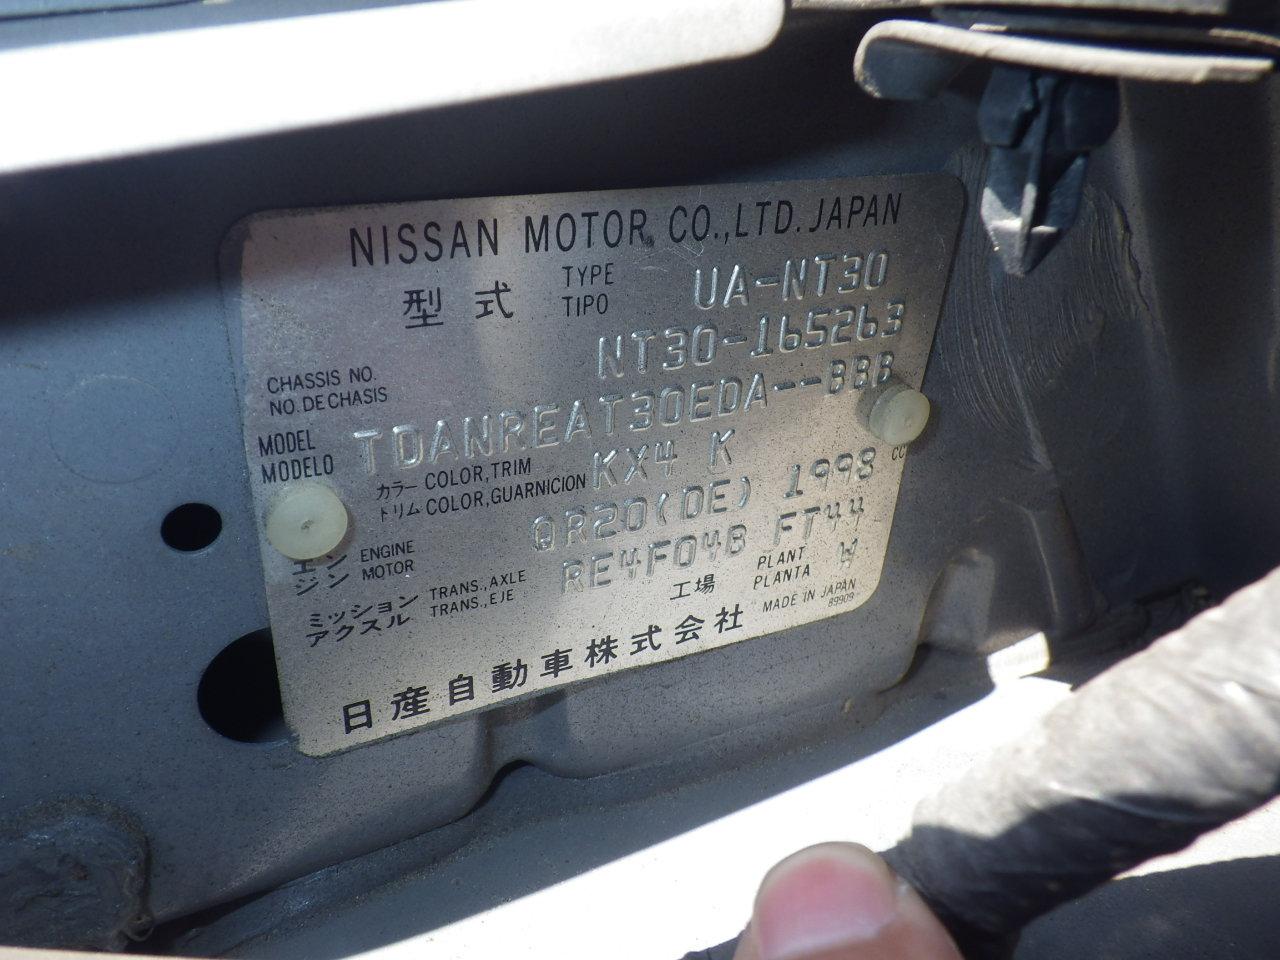 NISSAN MOTOR CO.,LTD. JAPAN
型式 TYPE TIPO UA-NT30
CHASSIS NO. NO. DE CHASIS NT30-165263
MODEL MODELO TDANREAT30EDA--BBB
カラー COLOR, TRIM KX4 K
トリム COLOR, GUARNICION
エンジン ENGINE MOTOR QR20(DE) 1998 CC
ミッション TRANS., AXLE RE4F04B FT44
アクスル TRANS., EJE 工場 PLANT PLANTA W
MADE IN JAPAN
89909
日産自動車株式会社